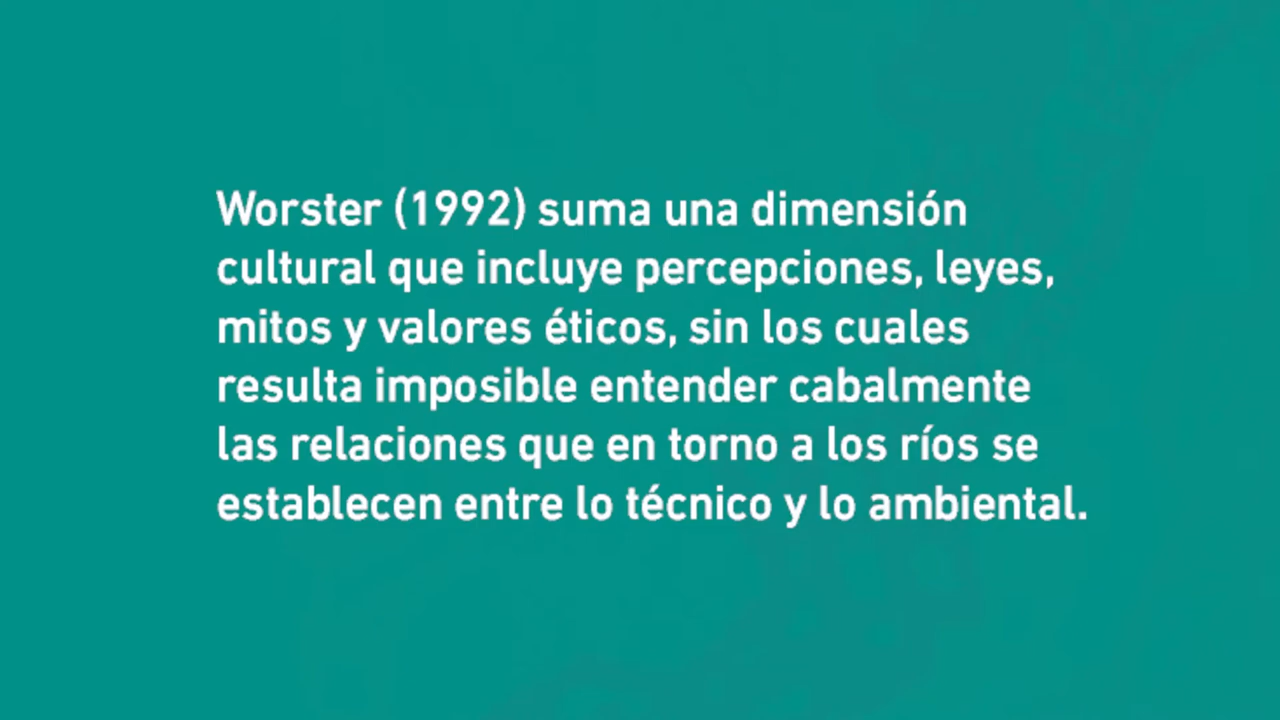 Worster (1992) suma una dimensión
cultural que incluye percepciones, leyes,
mitos y valores éticos, sin los cuales
resulta imposible entender cabalmente
las relaciones que en torno a los ríos se
establecen entre lo técnico y lo ambiental.